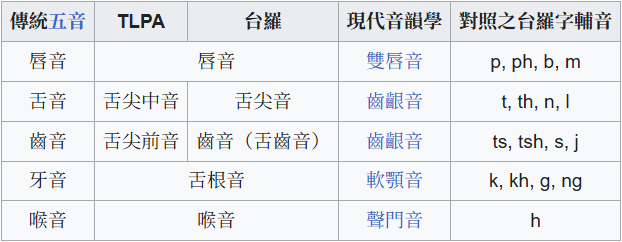 傳統五音 TLPA 台羅 現代音韻學 對照之台羅字輔音
唇音 唇音 雙唇音 p, ph, b, m
舌音 舌尖中音 舌尖音 齒齦音 t, th, n, l
齒音 舌尖前音 齒音（舌齒音） 齒齦音 ts, tsh, s, j
牙音 舌根音 軟顎音 k, kh, g, ng
喉音 喉音 聲門音 h